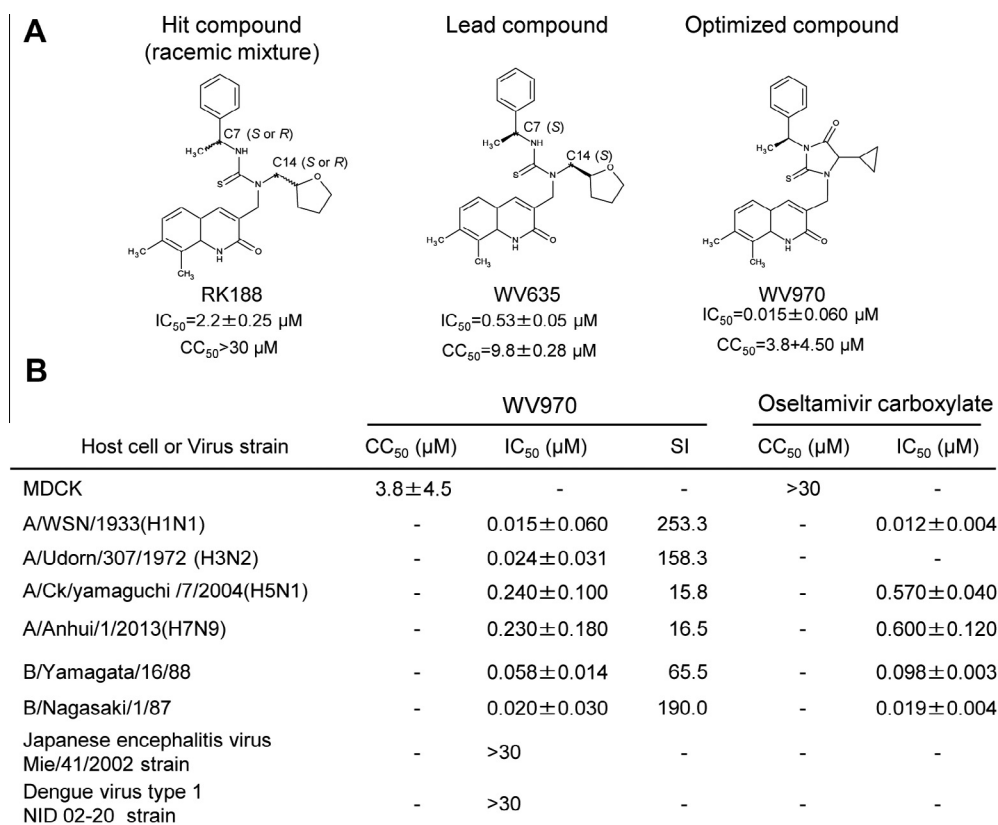 A
Hit compound
(racemic mixture)
Lead compound
Optimized compound
C7 (S or R)
H₃C
NH
C14 (S or R)
S
N
O
H₃C
CH₃
N
H
O
C7 (S)
H₃C
NH
C14 (S)
S
N
O
H₃C
CH₃
N
H
O
O
H₃C
N
S
N
H₃C
CH₃
NH
O
RK188
IC₅₀=2.2±0.25 μM
CC₅₀>30 μM
WV635
IC₅₀=0.53±0.05 μM
CC₅₀=9.8±0.28 μM
WV970
IC₅₀=0.015±0.060 μM
CC₅₀=3.8+4.50 μM
B
WV970 Oseltamivir carboxylate
Host cell or Virus strain CC₅₀ (μM) IC₅₀ (μM) SI CC₅₀ (μM) IC₅₀ (μM)
MDCK 3.8±4.5 - - >30 -
A/WSN/1933(H1N1) - 0.015±0.060 253.3 - 0.012±0.004
A/Udorn/307/1972 (H3N2) - 0.024±0.031 158.3 - -
A/Ck/yamaguchi /7/2004(H5N1) - 0.240±0.100 15.8 - 0.570±0.040
A/Anhui/1/2013(H7N9) - 0.230±0.180 16.5 - 0.600±0.120
B/Yamagata/16/88 - 0.058±0.014 65.5 - 0.098±0.003
B/Nagasaki/1/87 - 0.020±0.030 190.0 - 0.019±0.004
Japanese encephalitis virus
Mie/41/2002 strain - >30 - - -
Dengue virus type 1
NID 02-20 strain - >30 - - -